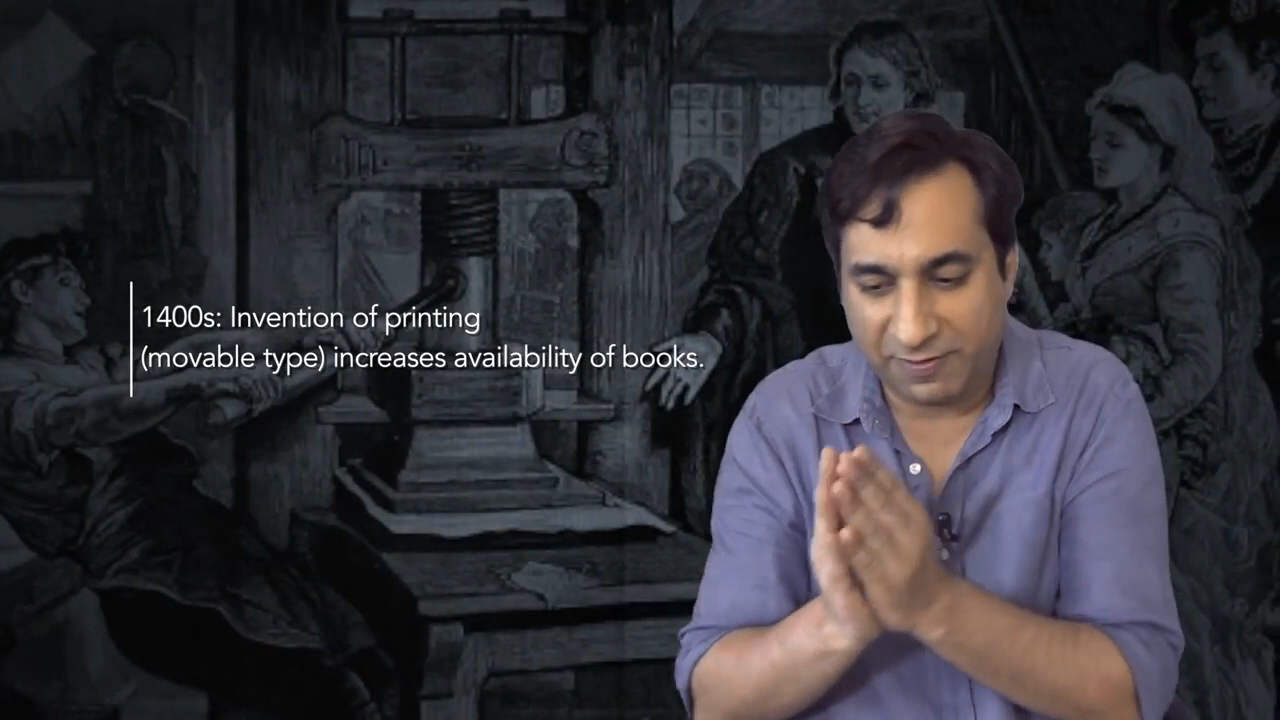 1400s: Invention of printing
(movable type) increases availability of books.